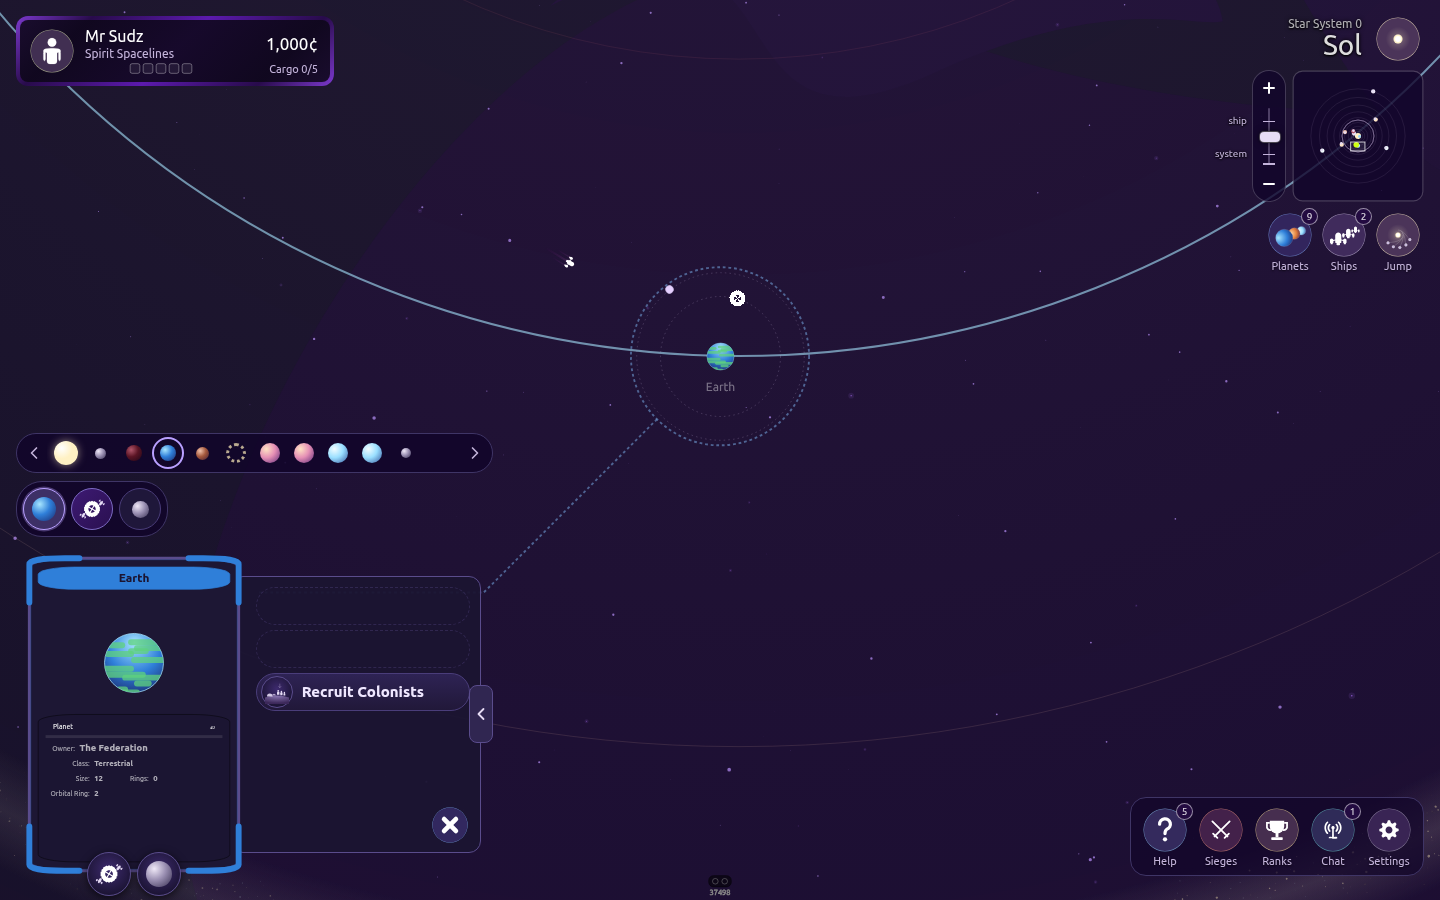 Mr Sudz
Spirit Spacelines
1,000¢
Cargo 0/5
Star System 0
Sol
ship
system
9
2
Planets
Ships
Jump
Earth
Earth
Planet
Owner: The Federation
Class: Terrestrial
Size: 12 Rings: 0
Orbital Ring: 2
Recruit Colonists
5
1
Help
Sieges
Ranks
Chat
Settings
37498